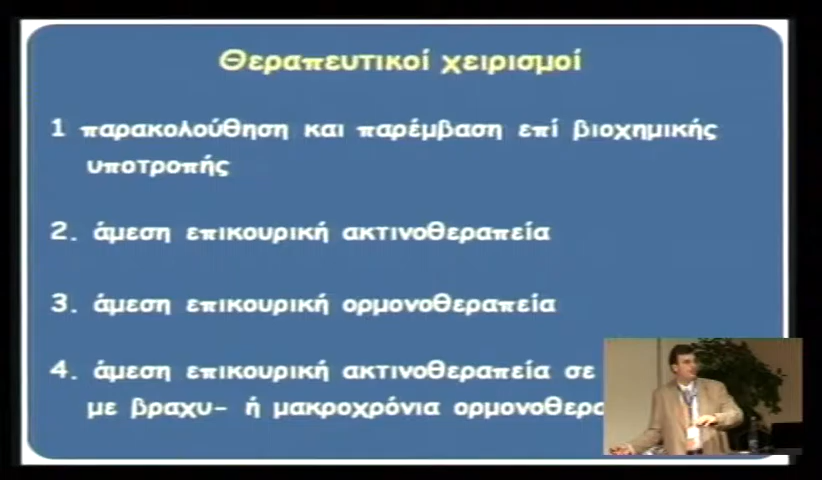 Θεραπευτικοί χειρισμοί
1 παρακολούθηση και παρέμβαση επί βιοχημικής
υποτροπής
2. άμεση επικουρική ακτινοθεραπεία
3. άμεση επικουρική ορμονοθεραπεία
4. άμεση επικουρική ακτινοθεραπεία σε
με βραχυ- ή μακροχρόνια